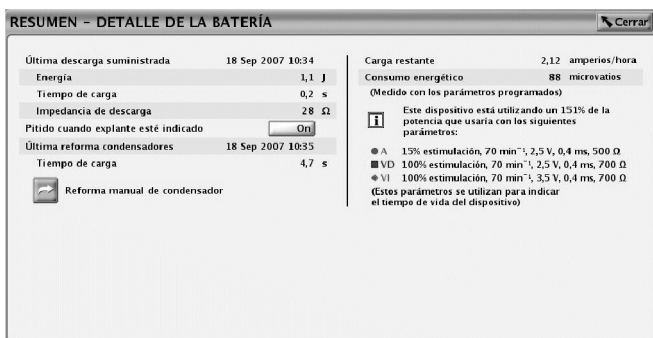 RESUMEN – DETALLE DE LA BATERÍA
Cerrar
Última descarga suministrada 18 Sep 2007 10:34
Energía 1,1 J
Tiempo de carga 0,2 s
Impedancia de descarga 28 Ω
Pitido cuando explante esté indicado On
Última reforma condensadores 18 Sep 2007 10:35
Tiempo de carga 4,7 s
Reforma manual de condensador
Carga restante 2,12 amperios/hora
Consumo energético 88 microvatios
(Medido con los parámetros programados)
i
Este dispositivo está utilizando un 151% de la
potencia que usaría con los siguientes
parámetros:
A 15% estimulación, 70 min⁻¹, 2,5 V, 0,4 ms, 500 Ω
VD 100% estimulación, 70 min⁻¹, 2,5 V, 0,4 ms, 700 Ω
VI 100% estimulación, 70 min⁻¹, 3,5 V, 0,4 ms, 700 Ω
(Estos parámetros se utilizan para indicar
el tiempo de vida del dispositivo)